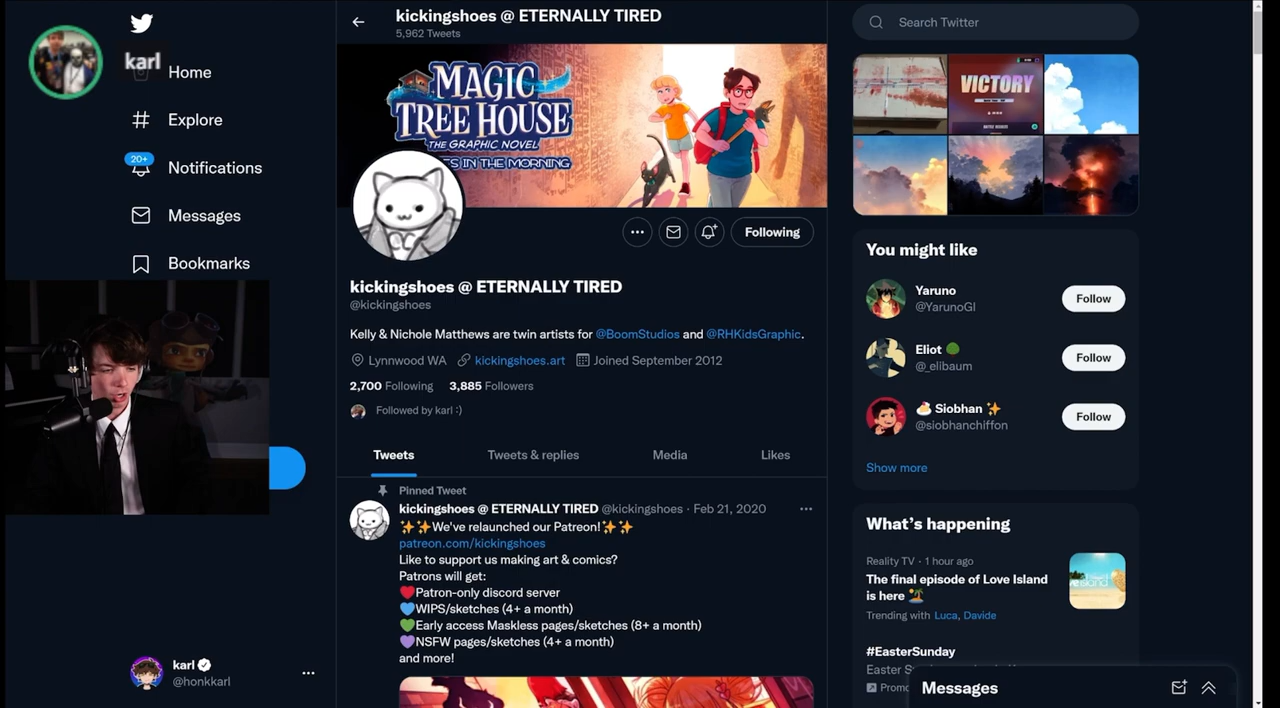 karl
Home
Explore
20+
Notifications
Messages
Bookmarks
karl
@honkkarl
kickingshoes @ ETERNALLY TIRED
5,962 Tweets
MAGIC
TREE HOUSE
THE GRAPHIC NOVEL
IN THE MORNING
Following
kickingshoes @ ETERNALLY TIRED
@kickingshoes
Kelly & Nichole Matthews are twin artists for @BoomStudios and @RHKidsGraphic.
Lynnwood WA kickingshoes.art Joined September 2012
2,700 Following 3,885 Followers
Followed by karl :)
Tweets Tweets & replies Media Likes
Pinned Tweet
kickingshoes @ ETERNALLY TIRED @kickingshoes · Feb 21, 2020
✨✨We've relaunched our Patreon!✨✨
patreon.com/kickingshoes
Like to support us making art & comics?
Patrons will get:
❤️Patron-only discord server
💙WIPS/sketches (4+ a month)
💚Early access Maskless pages/sketches (8+ a month)
💜NSFW pages/sketches (4+ a month)
and more!
Search Twitter
VICTORY
You might like
Yaruno
@YarunoGI
Follow
Eliot
@_elibaum
Follow
Siobhan ✨
@siobhanchiffon
Follow
Show more
What's happening
Reality TV · 1 hour ago
The final episode of Love Island
is here 🏝️
Trending with Luca, Davide
#EasterSunday
Easter
Messages